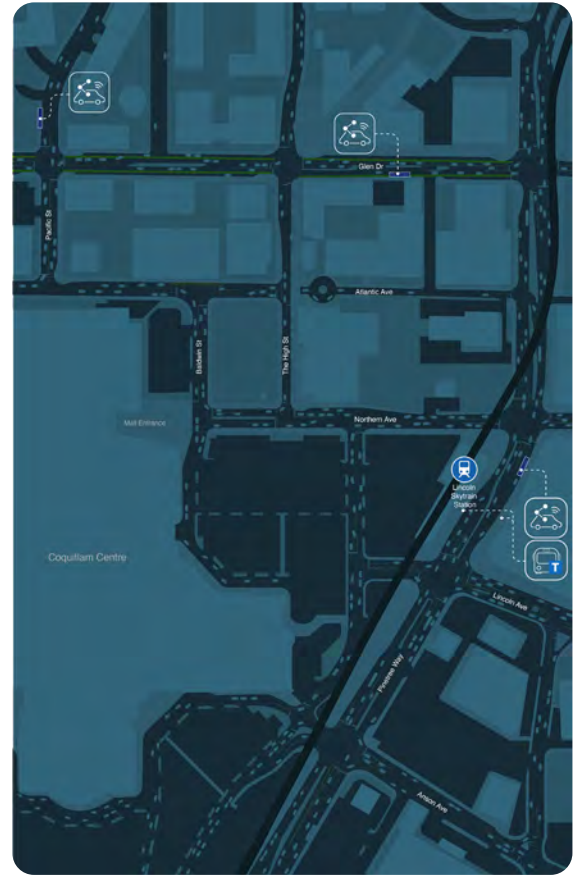 Glen Dr
Pacific St
Atlantic Ave
Baldwin St
The High St
Northern Ave
Mall Entrance
Lincoln
Skytrain
Station
T
Coquitlam Centre
Lincoln Ave
Pinetree Way
Anson Ave